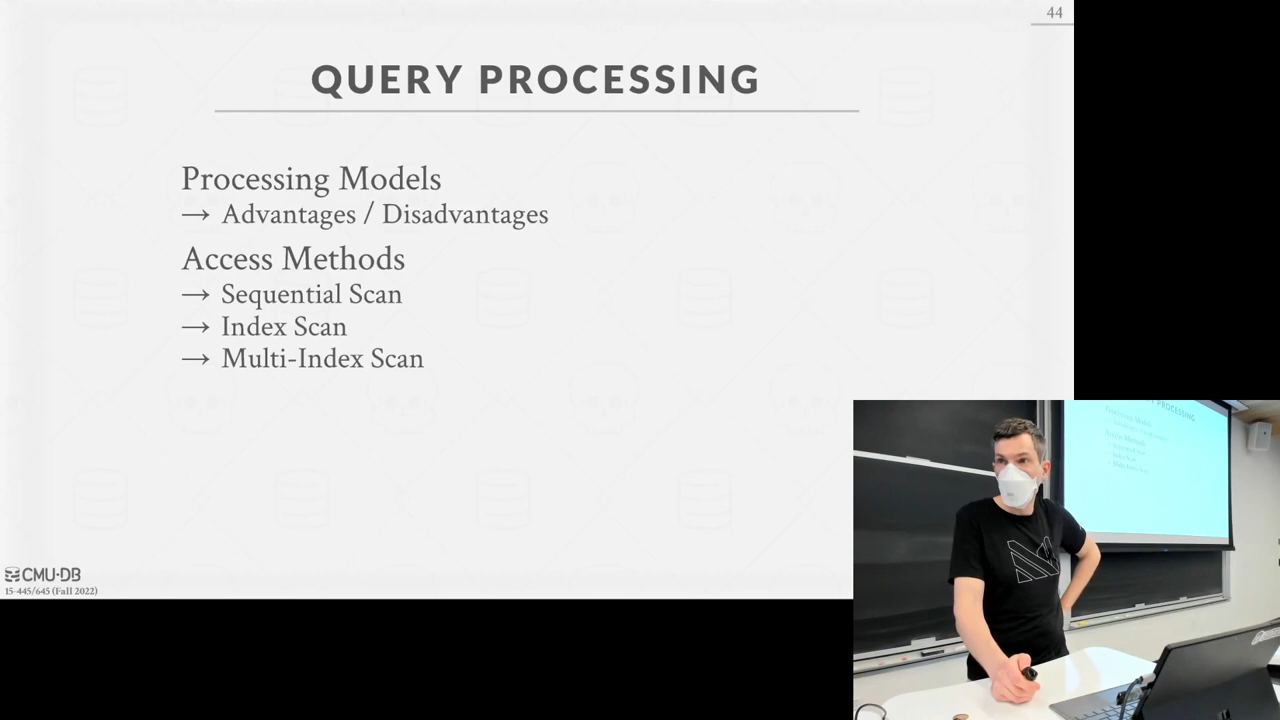 44
QUERY PROCESSING
Processing Models
→ Advantages / Disadvantages
Access Methods
→ Sequential Scan
→ Index Scan
→ Multi-Index Scan
CMU·DB
15-445/645 (Fall 2022)